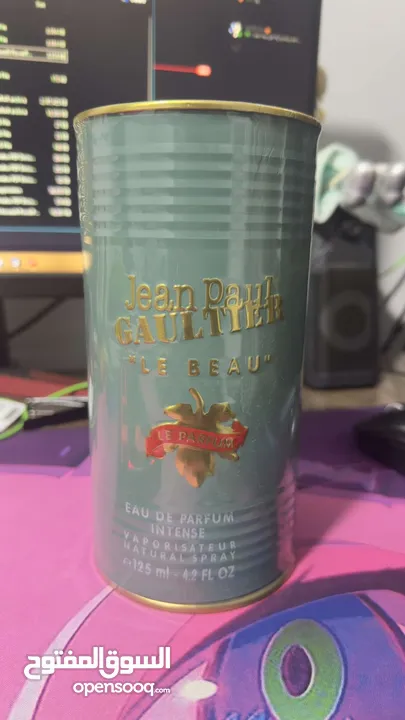 Jean Paul
GAULTIER
"LE BEAU"
LE PARFUM
EAU DE PARFUM
INTENSE
VAPORISATEUR
NATURAL SPRAY
125 ml - 4.2 FL OZ
السوق المفتوح
opensooq.com